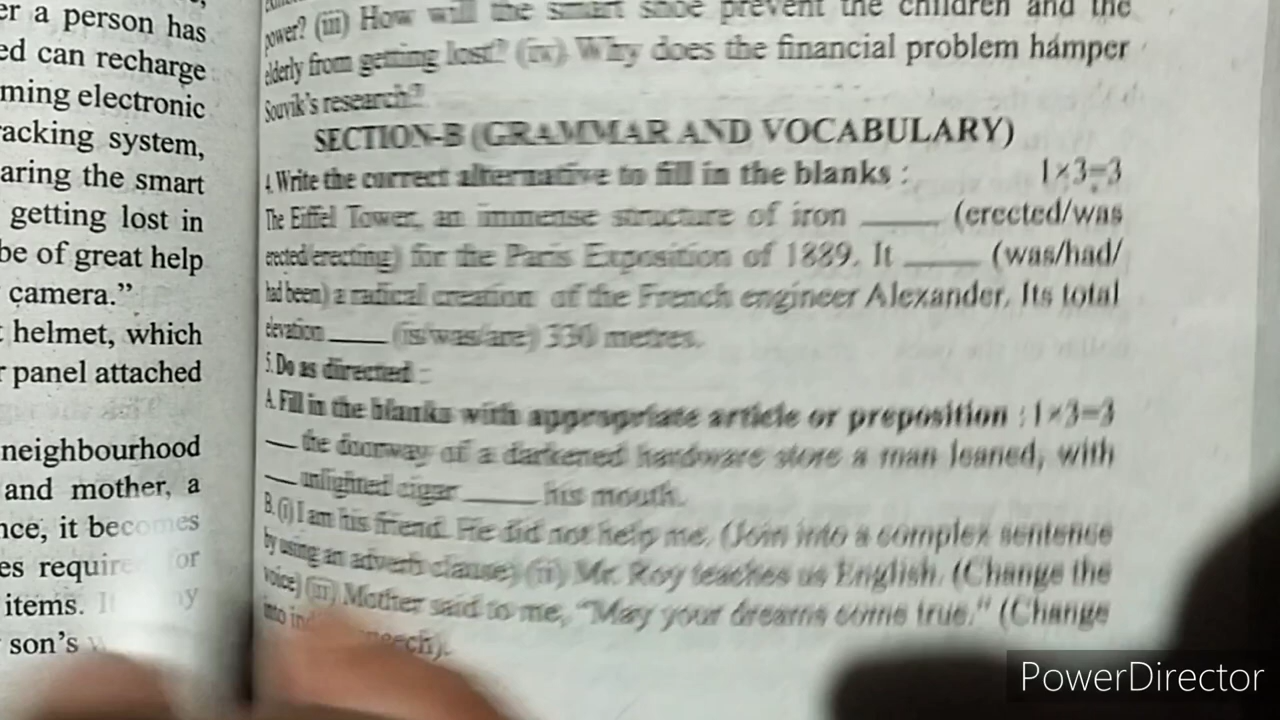 er a person has
ed can recharge
ming electronic
racking system,
aring the smart
getting lost in
be of great help
camera.”
t helmet, which
r panel attached
neighbourhood
and mother, a
nce, it becomes
es require for
items. It
son’s
power? (iii) How will the smart shoe prevent the children and the
elderly from getting lost? (iv) Why does the financial problem hamper
Souvik’s research?
SECTION-B (GRAMMAR AND VOCABULARY)
4. Write the correct alternative to fill in the blanks : 1×3=3
The Eiffel Tower, an immense structure of iron _____ (erected/was
erected/erecting) for the Paris Exposition of 1889. It _____ (was/had/
had been) a radical creation of the French engineer Alexander. Its total
elevation ____ (is/was/are) 330 metres.
5. Do as directed :
A. Fill in the blanks with appropriate article or preposition : 1×3=3
__ the doorway of a darkened hardware store a man leaned, with
__ unlighted cigar _____ his mouth.
B. (i) I am his friend. He did not help me. (Join into a complex sentence
by using an adverb clause) (ii) Mr. Roy teaches us English. (Change the
voice) (iii) Mother said to me, “May your dreams come true.” (Change
into speech).
PowerDirector